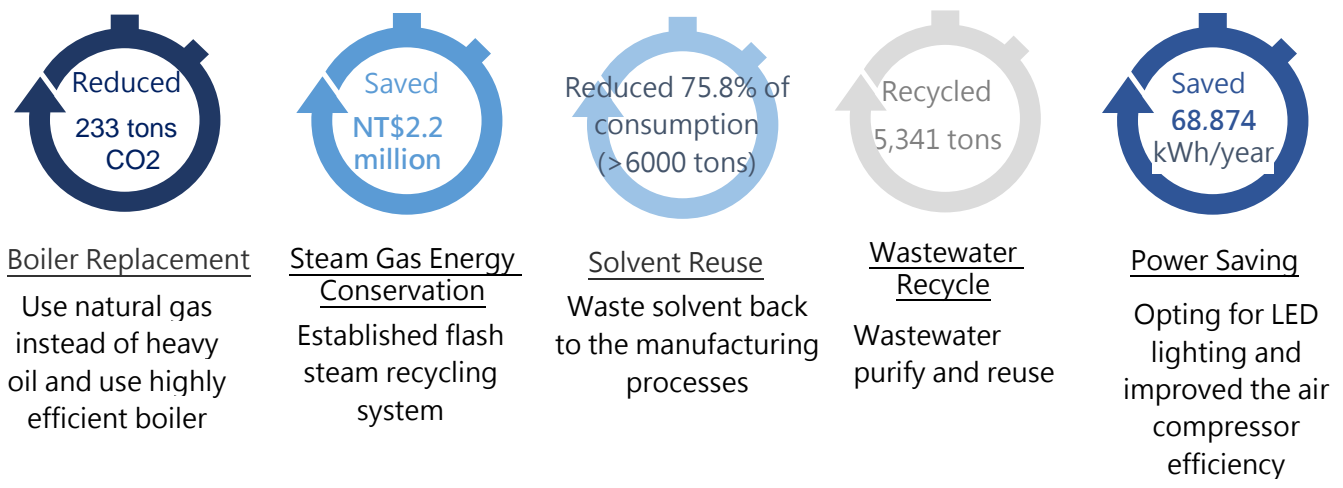 Reduced
233 tons
CO2
Saved
NT$2.2
million
Reduced 75.8% of
consumption
(>6000 tons)
Recycled
5,341 tons
Saved
68.874
kWh/year
Boiler Replacement
Use natural gas
instead of heavy
oil and use highly
efficient boiler
Steam Gas Energy
Conservation
Established flash
steam recycling
system
Solvent Reuse
Waste solvent back
to the manufacturing
processes
Wastewater
Recycle
Wastewater
purify and reuse
Power Saving
Opting for LED
lighting and
improved the air
compressor
efficiency